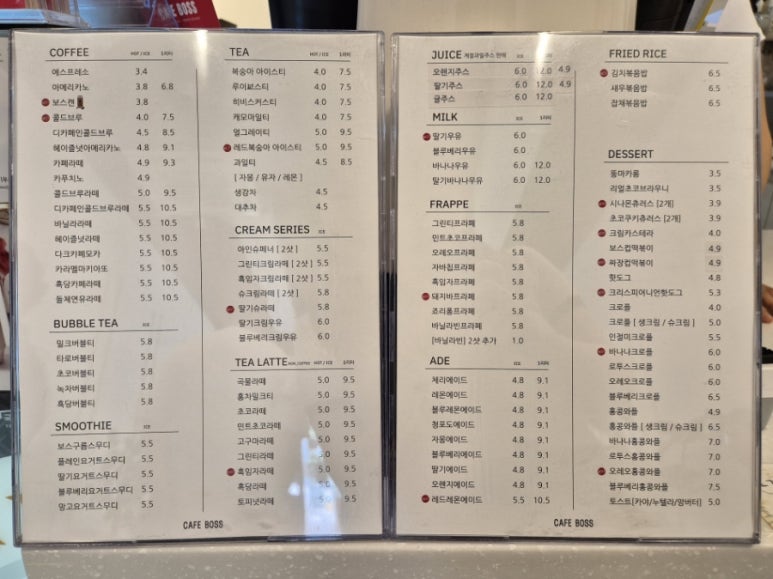 CAFE BOSS
COFFEE HOT / ICE 1리터
에스프레소 3.4
아메리카노 3.8 6.8
보스캔 3.8
콜드브루 4.0 7.5
디카페인콜드브루 4.5 8.5
헤이즐넛아메리카노 4.8 9.1
카페라떼 4.9 9.3
카푸치노 4.9
콜드브루라떼 5.0 9.5
디카페인콜드브루라떼 5.5 10.5
바닐라라떼 5.5 10.5
헤이즐넛라떼 5.5 10.5
다크카페모카 5.5 10.5
카라멜마키아또 5.5 10.5
흑당카페라떼 5.5 10.5
돌체연유라떼 5.5 10.5
BUBBLE TEA ICE
밀크버블티 5.8
타로버블티 5.8
초코버블티 5.8
녹차버블티 5.8
흑당버블티 5.8
SMOOTHIE ICE
보스구름스무디 5.5
플레인요거트스무디 5.5
딸기요거트스무디 5.5
블루베리요거트스무디 5.5
망고요거트스무디 5.5
TEA HOT / ICE 1리터
복숭아 아이스티 4.0 7.5
루이보스티 4.0 7.5
히비스커스티 4.0 7.5
캐모마일티 4.0 7.5
얼그레이티 5.0 9.5
레드복숭아 아이스티 5.0 9.5
과일티 4.5 8.5
[ 자몽 / 유자 / 레몬 ]
생강차 4.5
대추차 4.5
CREAM SERIES ICE
아인슈페너 [ 2샷 ] 5.5
그린티크림라떼 [ 2샷 ] 5.5
흑임자크림라떼 [ 2샷 ] 5.5
슈크림라떼 [ 2샷 ] 5.8
딸기슈라떼 5.8
딸기크림우유 6.0
블루베리크림우유 6.0
TEA LATTE NON_COFFEE HOT / ICE 1리터
곡물라떼 5.0 9.5
홍차밀크티 5.0 9.5
초코라떼 5.0 9.5
민트초코라떼 5.0 9.5
고구마라떼 5.0 9.5
그린티라떼 5.0 9.5
흑임자라떼 5.0 9.5
흑당라떼 5.0 9.5
토피넛라떼 5.0 9.5
CAFE BOSS
JUICE 제철과일주스 판매 ICE 1리터
오렌지주스 6.0 12.0 4.9
딸기주스 6.0 12.0 4.9
귤주스 6.0 12.0
MILK ICE 1리터
딸기우유 6.0
블루베리우유 6.0
바나나우유 6.0 12.0
딸기바나나우유 6.0 12.0
FRAPPE ICE
그린티프라페 5.8
민트초코프라페 5.8
오레오프라페 5.8
자바칩프라페 5.8
흑임자프라페 5.8
돼지바프라페 5.8
죠리퐁프라페 5.8
바닐라빈프라페 5.8
[바닐라빈] 2샷 추가 1.0
ADE ICE 1리터
체리에이드 4.8 9.1
레몬에이드 4.8 9.1
블루레몬에이드 4.8 9.1
청포도에이드 4.8 9.1
자몽에이드 4.8 9.1
블루베리에이드 4.8 9.1
딸기에이드 4.8 9.1
오렌지에이드 4.8 9.1
레드레몬에이드 5.5 10.5
FRIED RICE
김치볶음밥 6.5
새우볶음밥 6.5
잡채볶음밥 6.5
DESSERT
뚱마카롱 3.5
리얼초코브라우니 3.5
시나몬츄러스 [2개] 3.9
초코쿠키츄러스 [2개] 3.9
크림카스테라 4.0
보스컵떡볶이 4.9
짜장컵떡볶이 4.9
핫도그 4.8
크리스피어니언핫도그 5.3
크로플 4.0
크로플 [ 생크림 / 슈크림 ] 5.0
인절미크로플 5.5
바나나크로플 6.0
로투스크로플 6.0
오레오크로플 6.0
블루베리크로플 6.5
홍콩와플 4.9
홍콩와플 [ 생크림 / 슈크림 ] 6.5
바나나홍콩와플 7.0
로투스홍콩와플 7.0
오레오홍콩와플 7.0
블루베리홍콩와플 7.5
토스트[카야/누텔라/앙버터] 5.0
CAFE BOSS